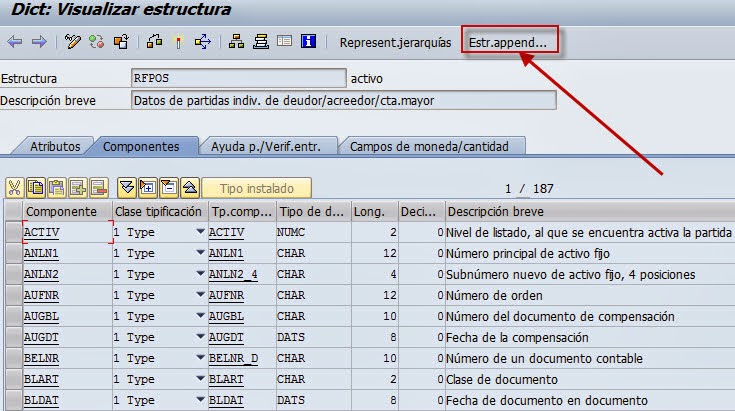 Dict: Visualizar estructura
Represent.jerarquías Estr.append...
Estructura RFPOS activo
Descripción breve Datos de partidas indiv. de deudor/acreedor/cta.mayor
Atributos Componentes Ayuda p./Verif.entr. Campos de moneda/cantidad
Tipo instalado 1 / 187
Componente Clase tipificación Tp.comp... Tipo de d... Long. Deci... Descripción breve
ACTIV 1 Type ACTIV NUMC 2 0 Nivel de listado, al que se encuentra activa la partida
ANLN1 1 Type ANLN1 CHAR 12 0 Número principal de activo fijo
ANLN2 1 Type ANLN2_4 CHAR 4 0 Subnúmero nuevo de activo fijo, 4 posiciones
AUFNR 1 Type AUFNR CHAR 12 0 Número de orden
AUGBL 1 Type AUGBL CHAR 10 0 Número del documento de compensación
AUGDT 1 Type AUGDT DATS 8 0 Fecha de la compensación
BELNR 1 Type BELNR_D CHAR 10 0 Número de un documento contable
BLART 1 Type BLART CHAR 2 0 Clase de documento
BLDAT 1 Type BLDAT DATS 8 0 Fecha de documento en documento